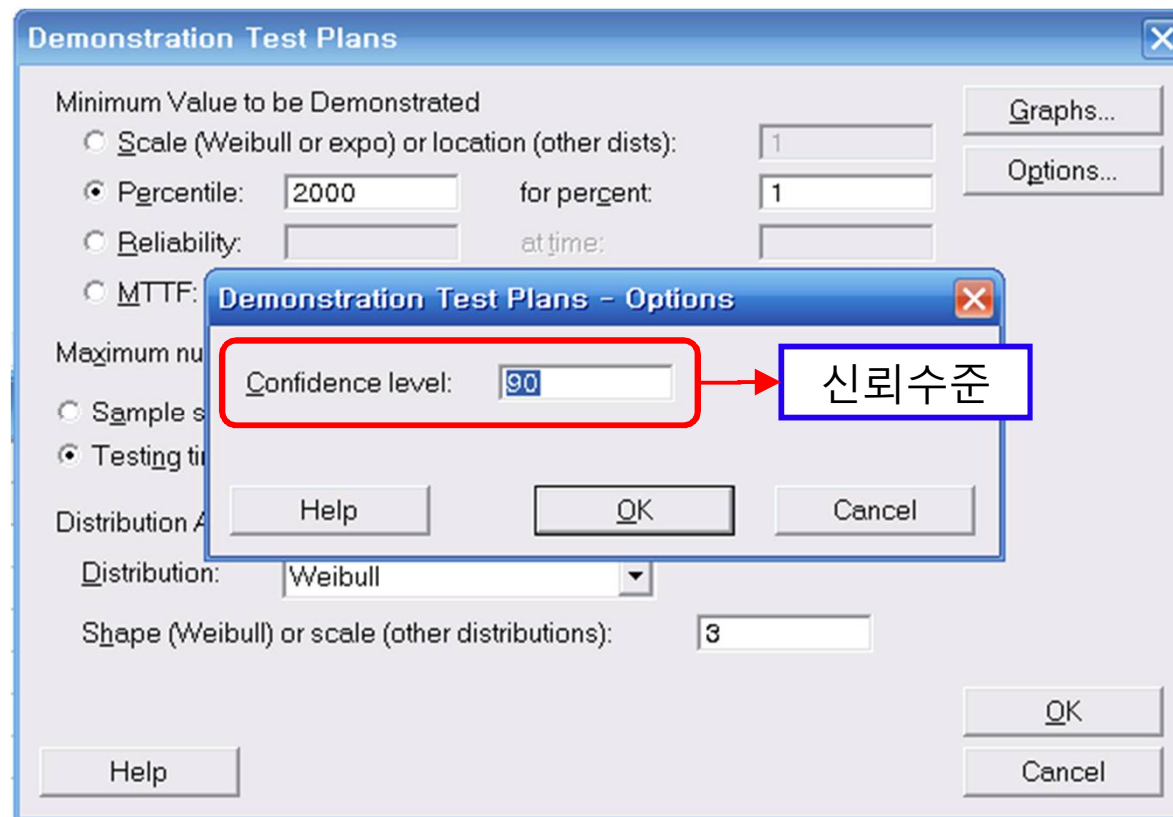 Demonstration Test Plans
Minimum Value to be Demonstrated
Graphs...
Scale (Weibull or expo) or location (other dists): 1
Options...
Percentile: 2000 for percent: 1
Reliability: at time:
MTTF:
Demonstration Test Plans - Options
Maximum nu
Confidence level: 90
신뢰수준
Sample s
Testing ti
Help OK Cancel
Distribution A
Distribution: Weibull
Shape (Weibull) or scale (other distributions): 3
OK
Help Cancel